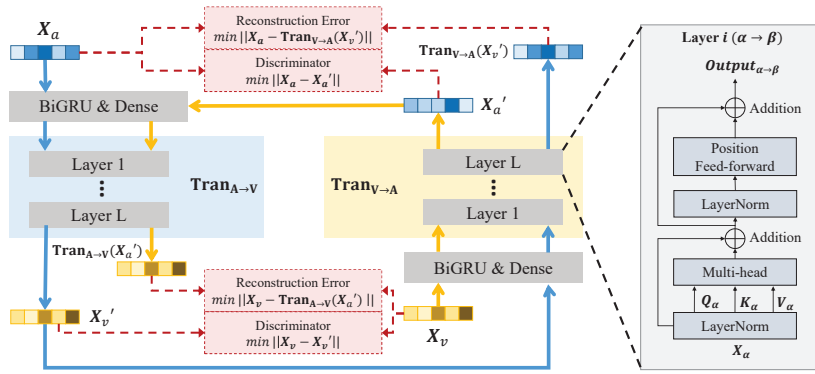 X_a
Reconstruction Error
min ||X_a − Tran_{V→A}(X_v′)||
Discriminator
min ||X_a − X_a′||
Tran_{V→A}(X_v′)
BiGRU & Dense
X_a′
Layer 1
⋮
Layer L
Tran_{A→V}
Tran_{V→A}
Layer L
⋮
Layer 1
BiGRU & Dense
Tran_{A→V}(X_a′)
X_v′
Reconstruction Error
min ||X_v − Tran_{A→V}(X_a′) ||
Discriminator
min ||X_v − X_v′||
X_v
Layer i (α → β)
Output_{α→β}
Addition
Position
Feed-forward
LayerNorm
Addition
Multi-head
Q_α K_α V_α
LayerNorm
X_α